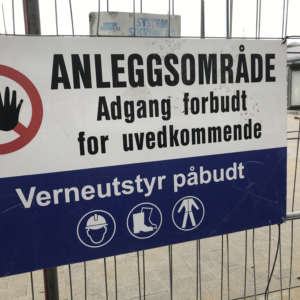 ANLEGGSOMRÅDE
Adgang forbudt
for uvedkommende
Verneutstyr påbudt